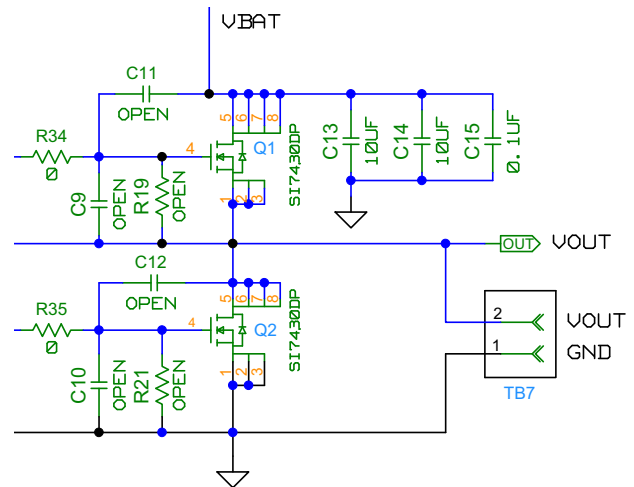 VBAT
C11
OPEN
5
6
7
8
R34
0
4
Q1
SI7430DP
C13
10UF
C14
10UF
C15
0.1UF
C9
OPEN
R19
OPEN
1
2
3
OUT
VOUT
C12
OPEN
5
6
7
8
R35
0
4
Q2
SI7430DP
2
VOUT
1
GND
C10
OPEN
R21
OPEN
1
2
3
TB7